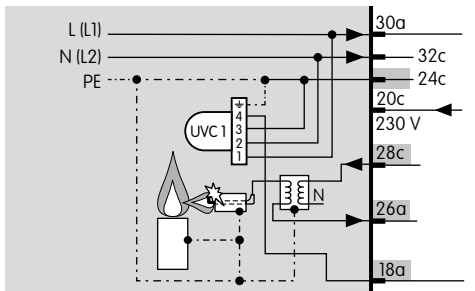 L (L1)
N (L2)
PE
30a
32c
24c
20c
230 V
28c
26a
18a
UVC 1
4
3
2
1
N